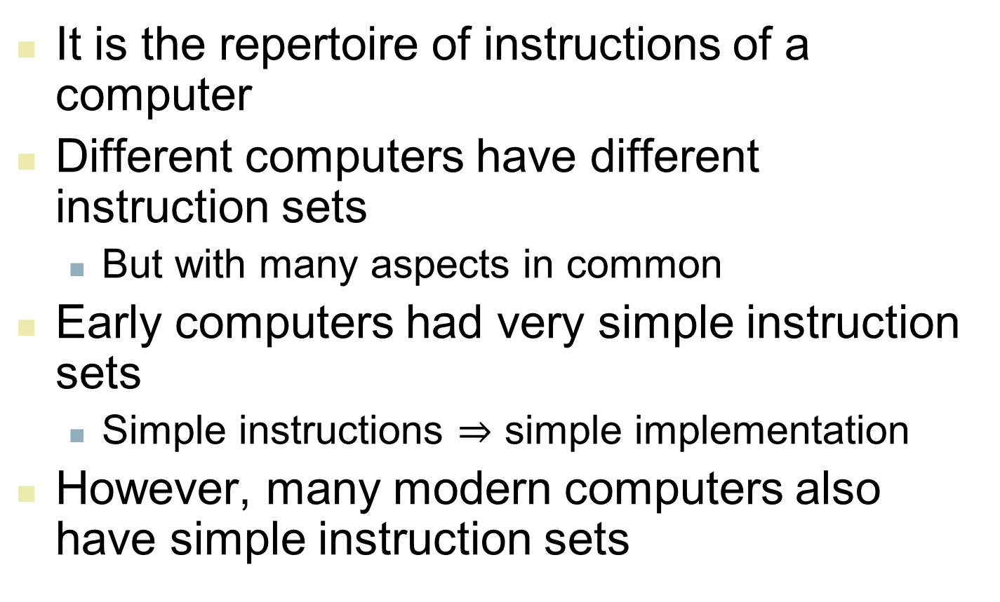 It is the repertoire of instructions of a
computer
Different computers have different
instruction sets
But with many aspects in common
Early computers had very simple instruction
sets
Simple instructions ⇒ simple implementation
However, many modern computers also
have simple instruction sets